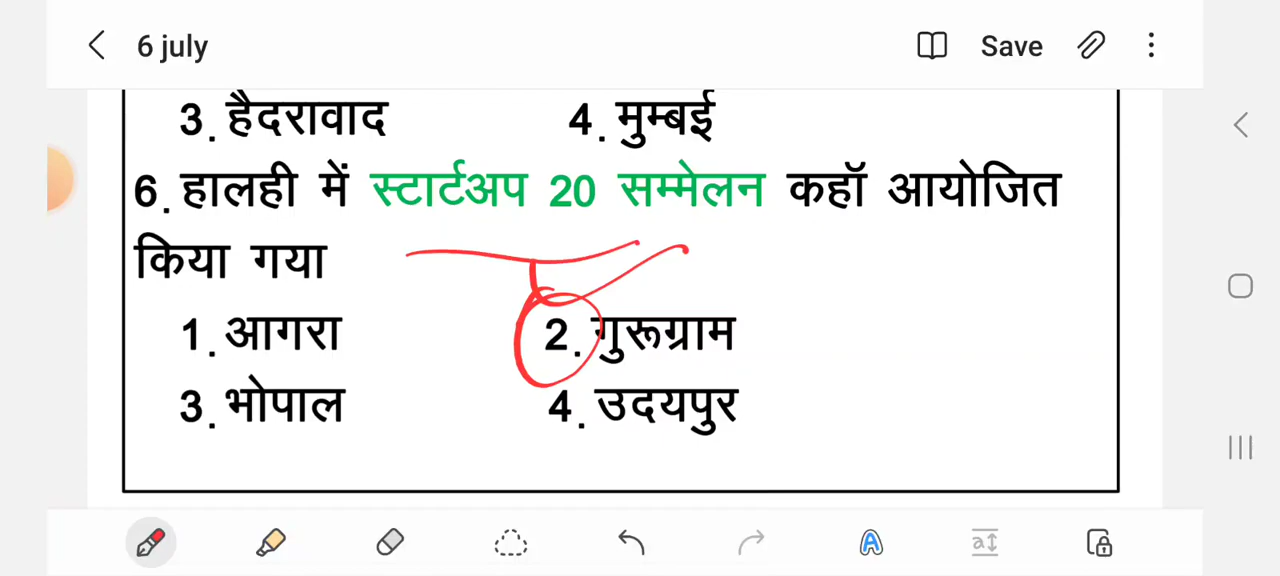 6 july
Save
3. हैदरावाद 4. मुम्बई
6. हालही में स्टार्टअप 20 सम्मेलन कहॉ आयोजित
किया गया
1. आगरा 2. गुरूग्राम
3. भोपाल 4. उदयपुर